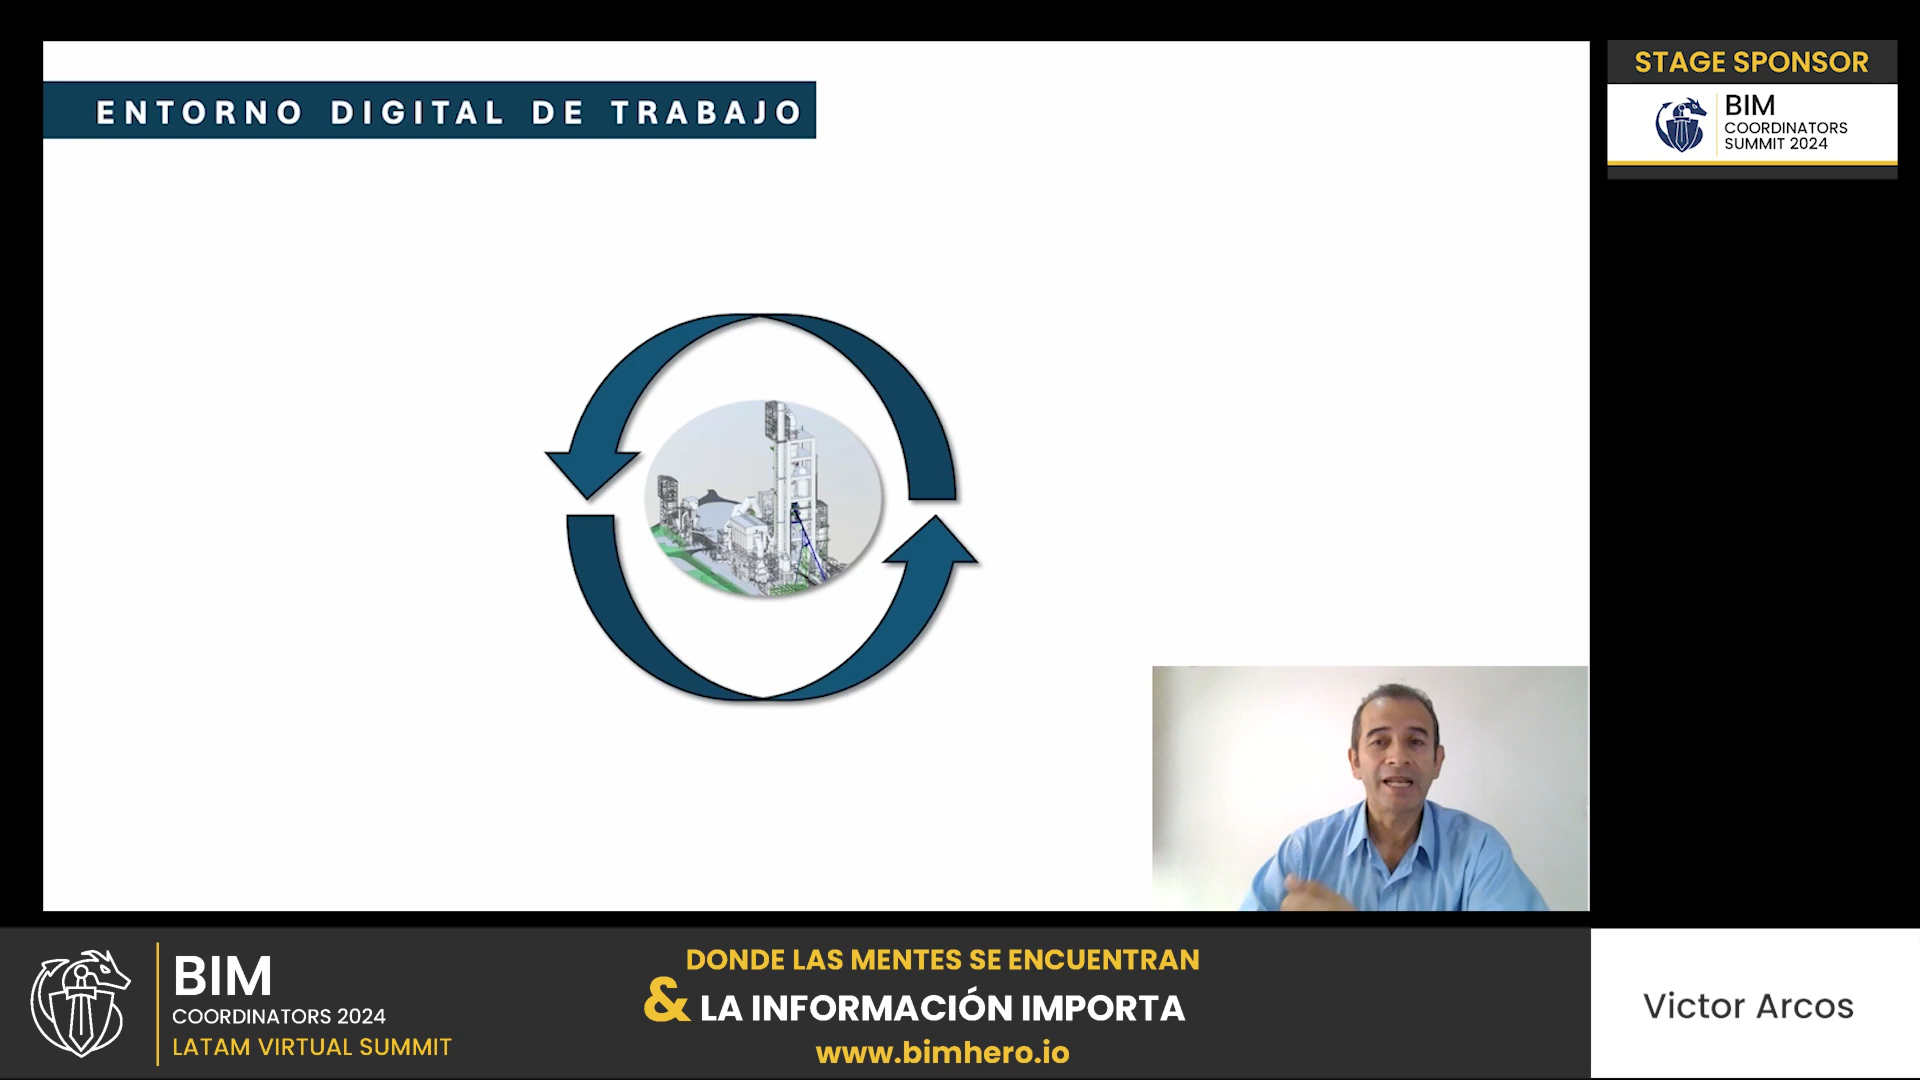 ENTORNO DIGITAL DE TRABAJO
STAGE SPONSOR
BIM
COORDINATORS
SUMMIT 2024
BIM
COORDINATORS 2024
LATAM VIRTUAL SUMMIT
DONDE LAS MENTES SE ENCUENTRAN
& LA INFORMACIÓN IMPORTA
www.bimhero.io
Victor Arcos